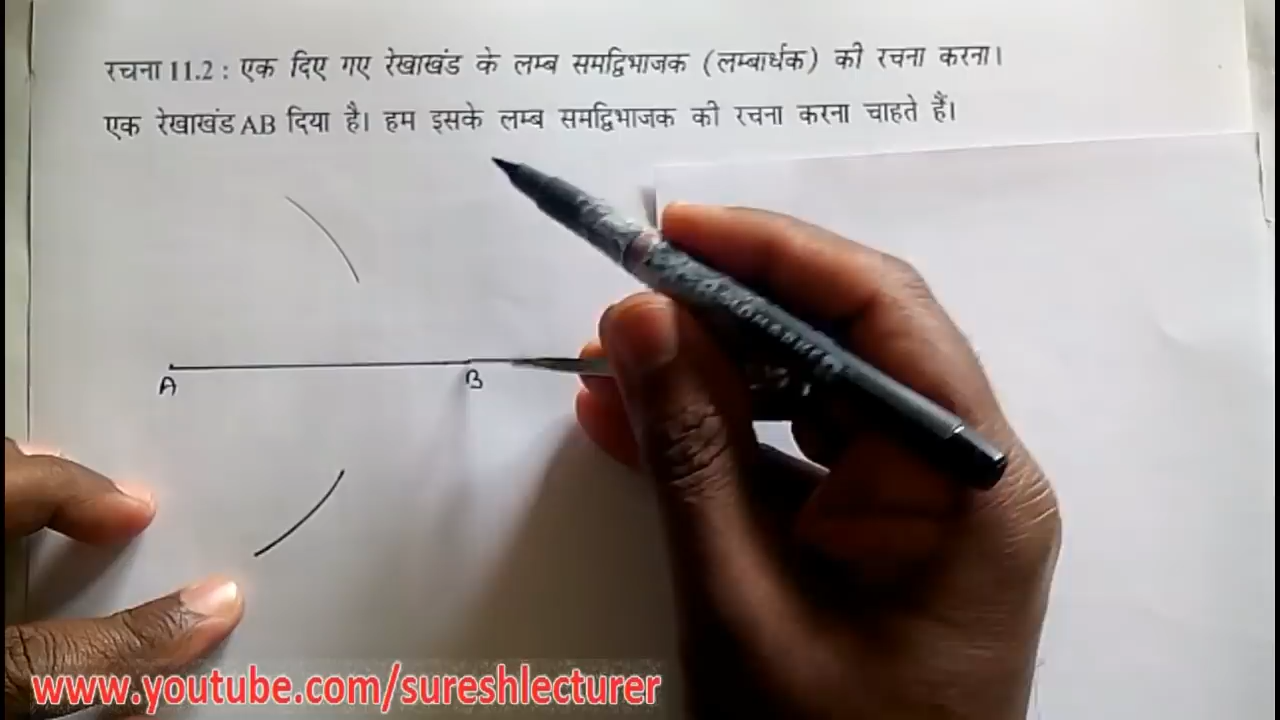 रचना 11.2 : एक दिए गए रेखाखंड के लम्ब समद्विभाजक (लम्बार्धक) की रचना करना।
एक रेखाखंड AB दिया है। हम इसके लम्ब समद्विभाजक की रचना करना चाहते हैं।
A B
www.youtube.com/sureshlecturer